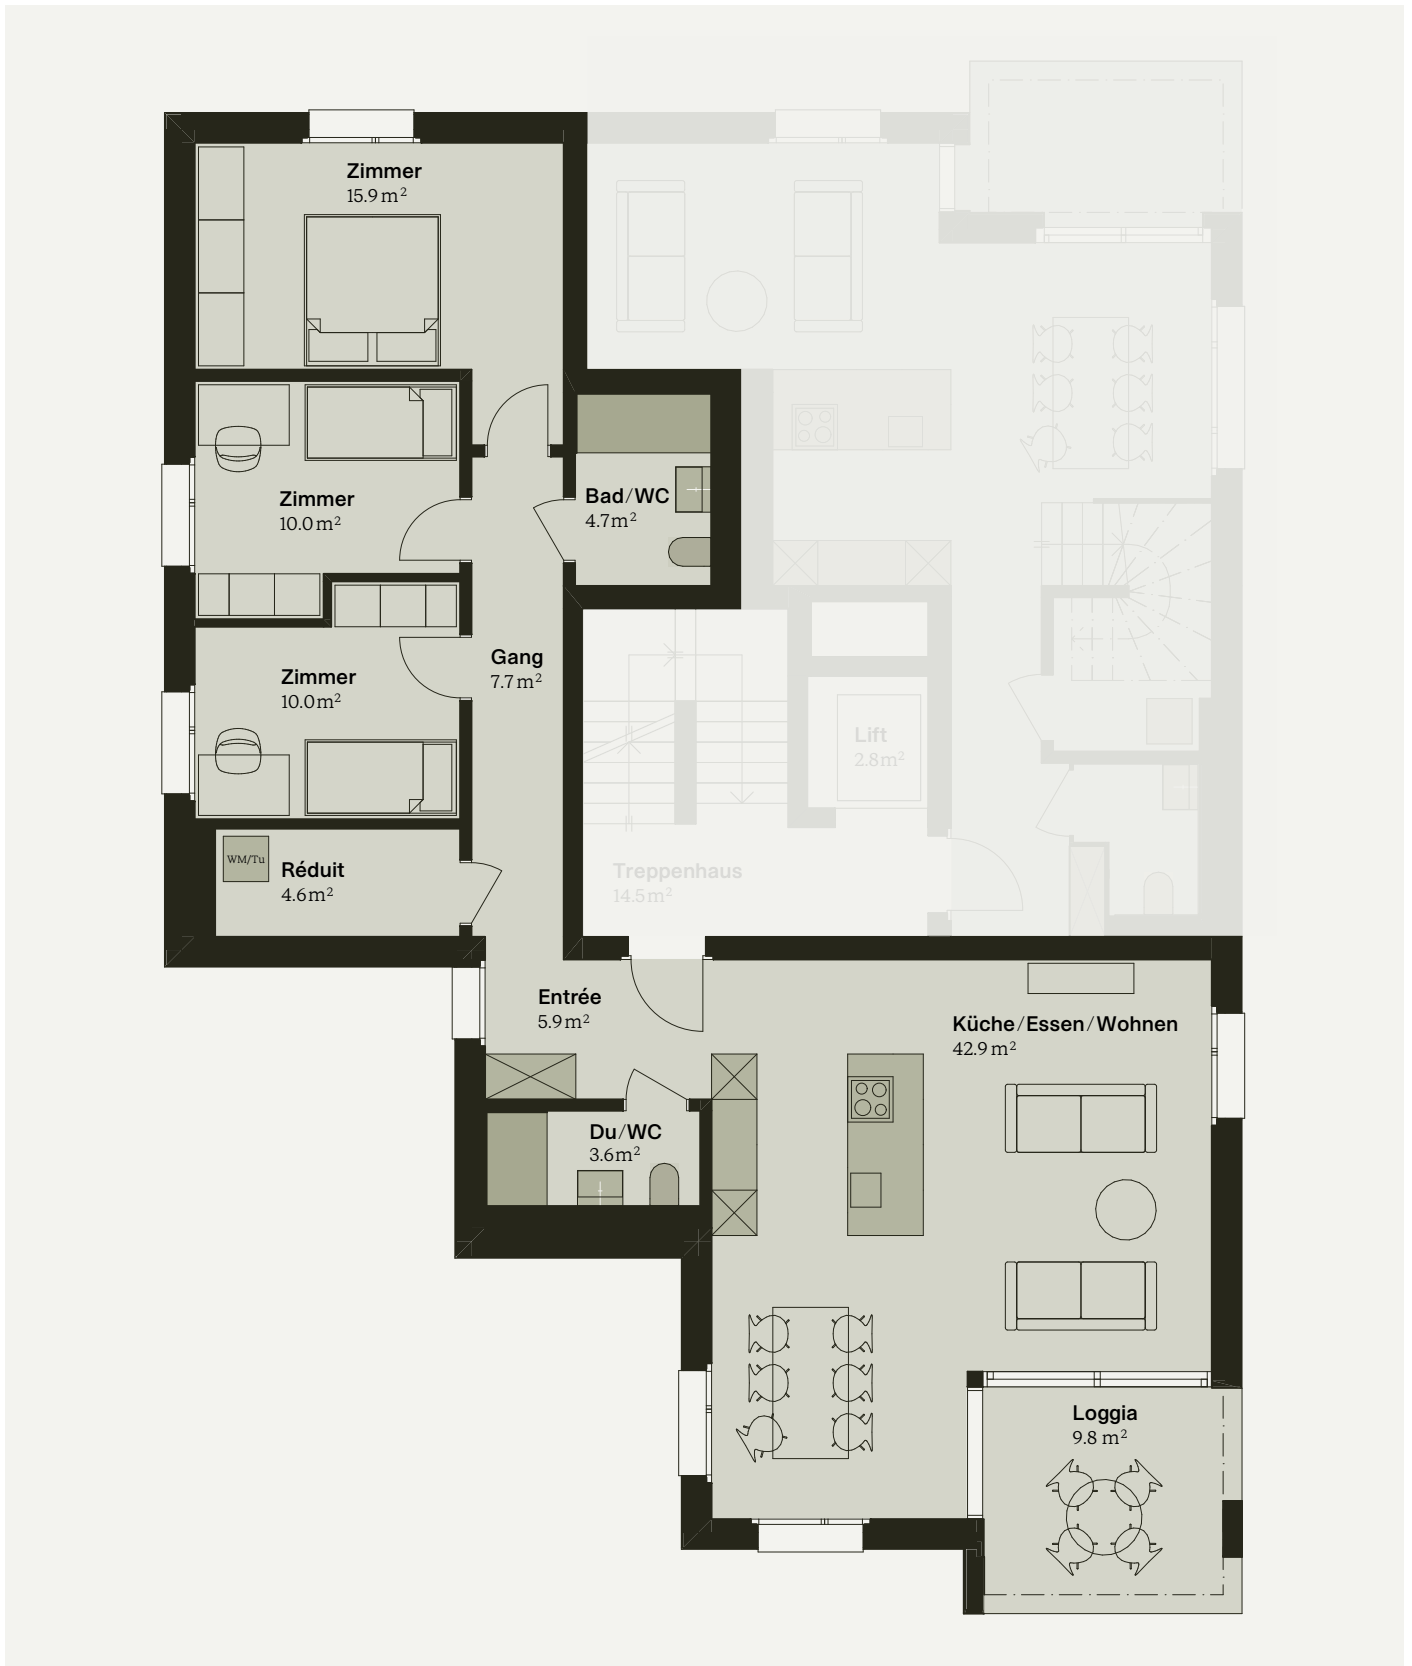 Zimmer
15.9 m²
Zimmer
10.0 m²
Bad/WC
4.7 m²
Zimmer
10.0 m²
Gang
7.7 m²
Lift
2.8 m²
WM/Tu
Réduit
4.6 m²
Treppenhaus
14.5 m²
Entrée
5.9 m²
Küche/Essen/Wohnen
42.9 m²
Du/WC
3.6 m²
Loggia
9.8 m²